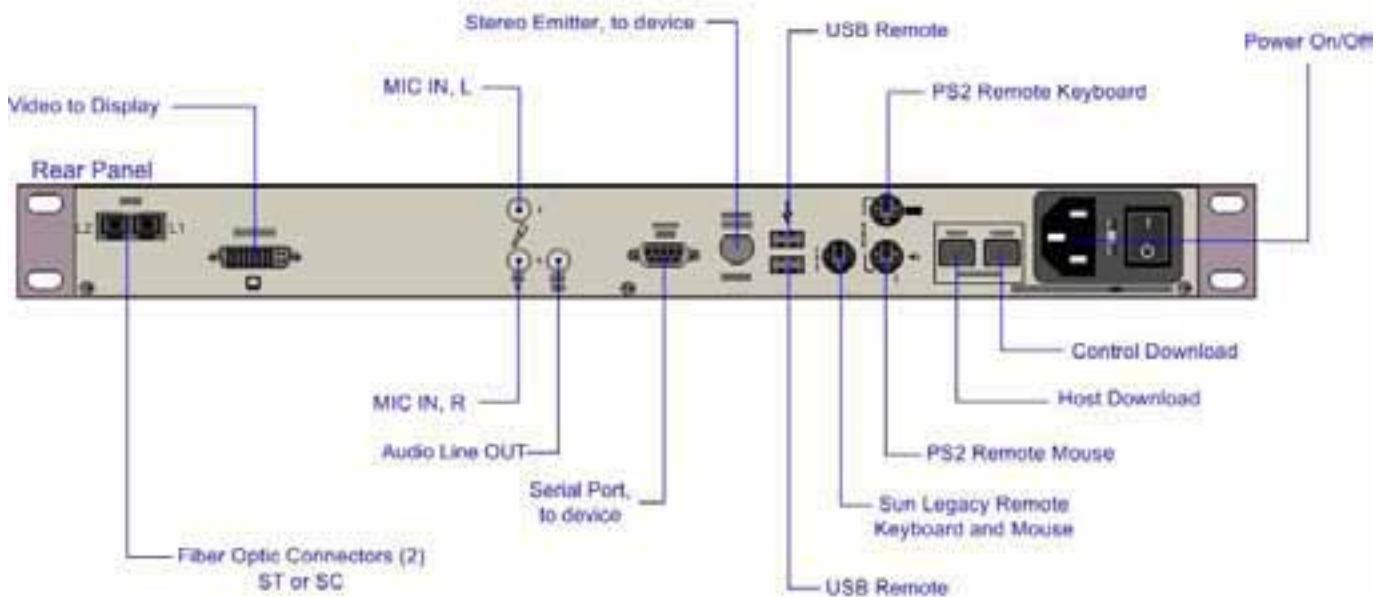 Stereo Emitter, to device
USB Remote
Power On/Off
MIC IN, L
PS2 Remote Keyboard
Video to Display
Rear Panel
L2
L1
Control Download
Host Download
MIC IN, R
Audio Line OUT
PS2 Remote Mouse
Serial Port,
to device
Sun Legacy Remote
Keyboard and Mouse
Fiber Optic Connectors (2)
ST or SC
USB Remote